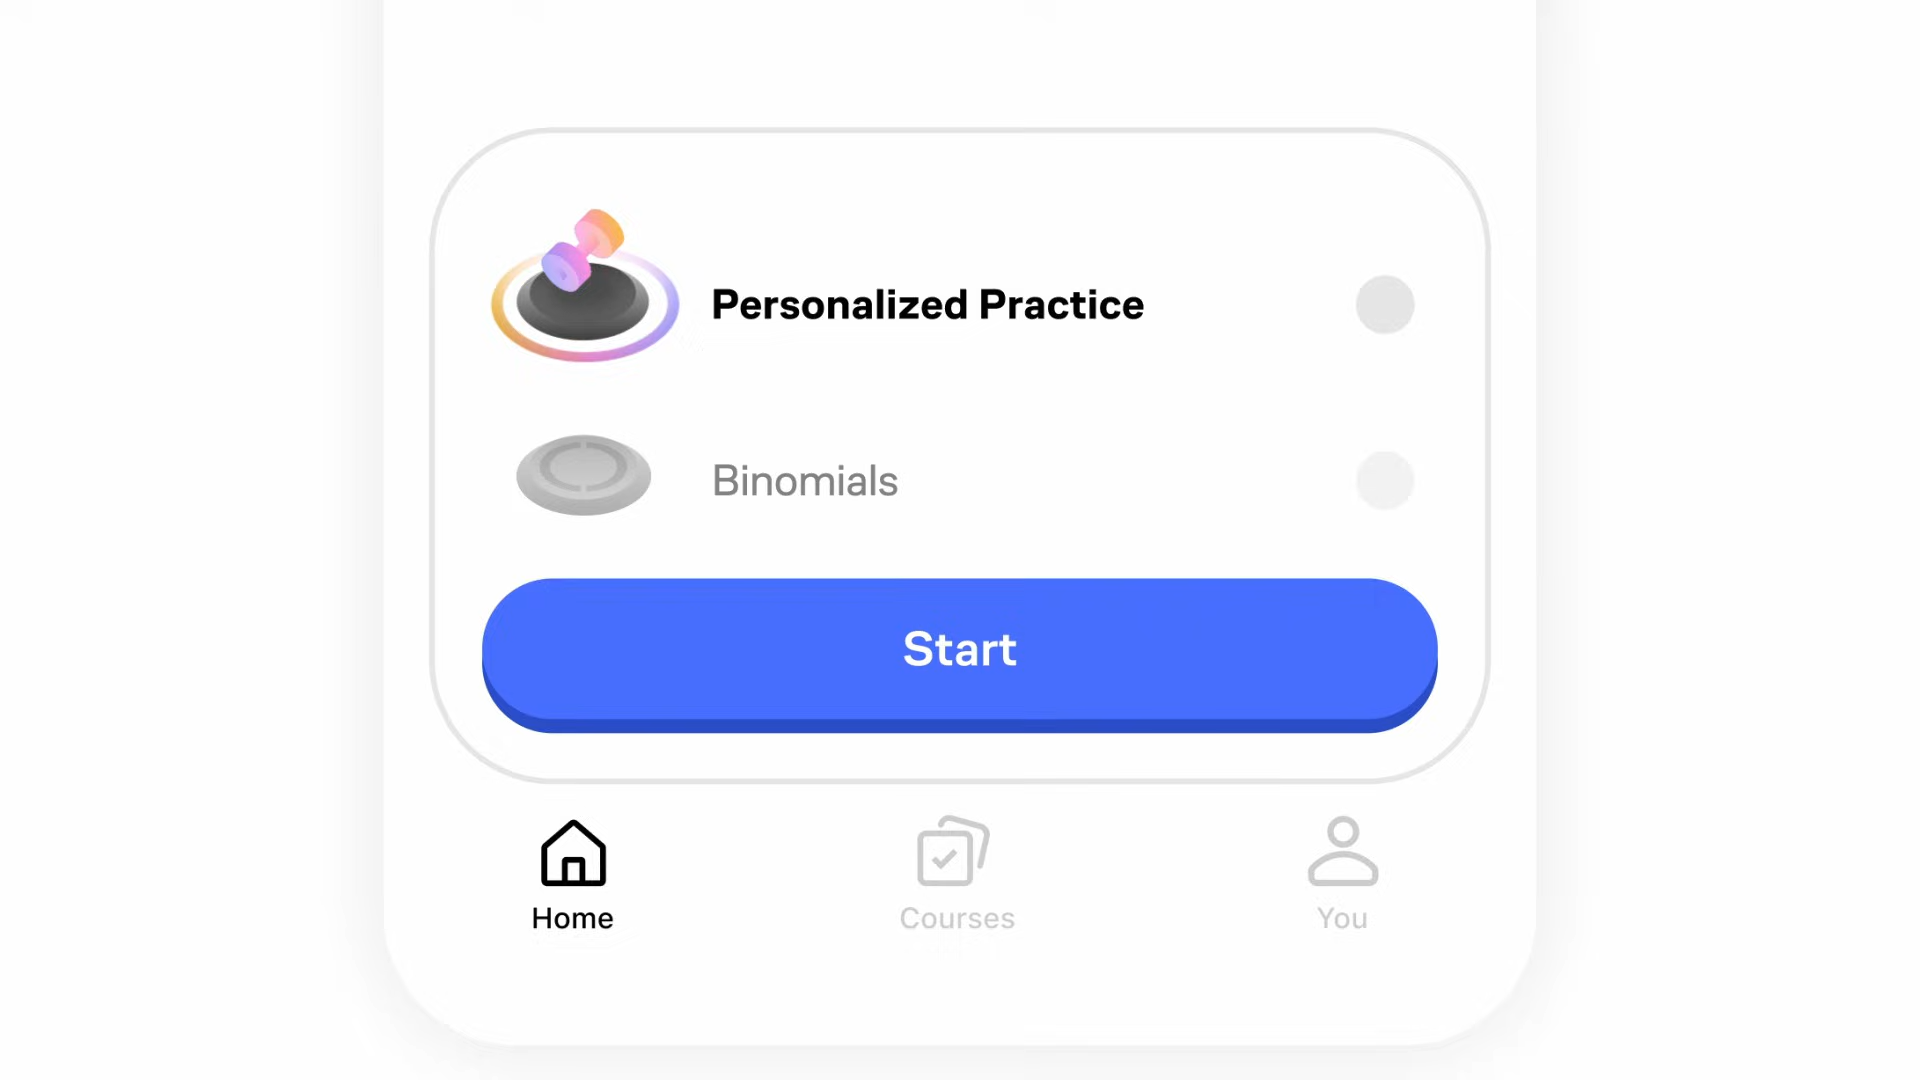 Personalized Practice
Binomials
Start
Home
Courses
You